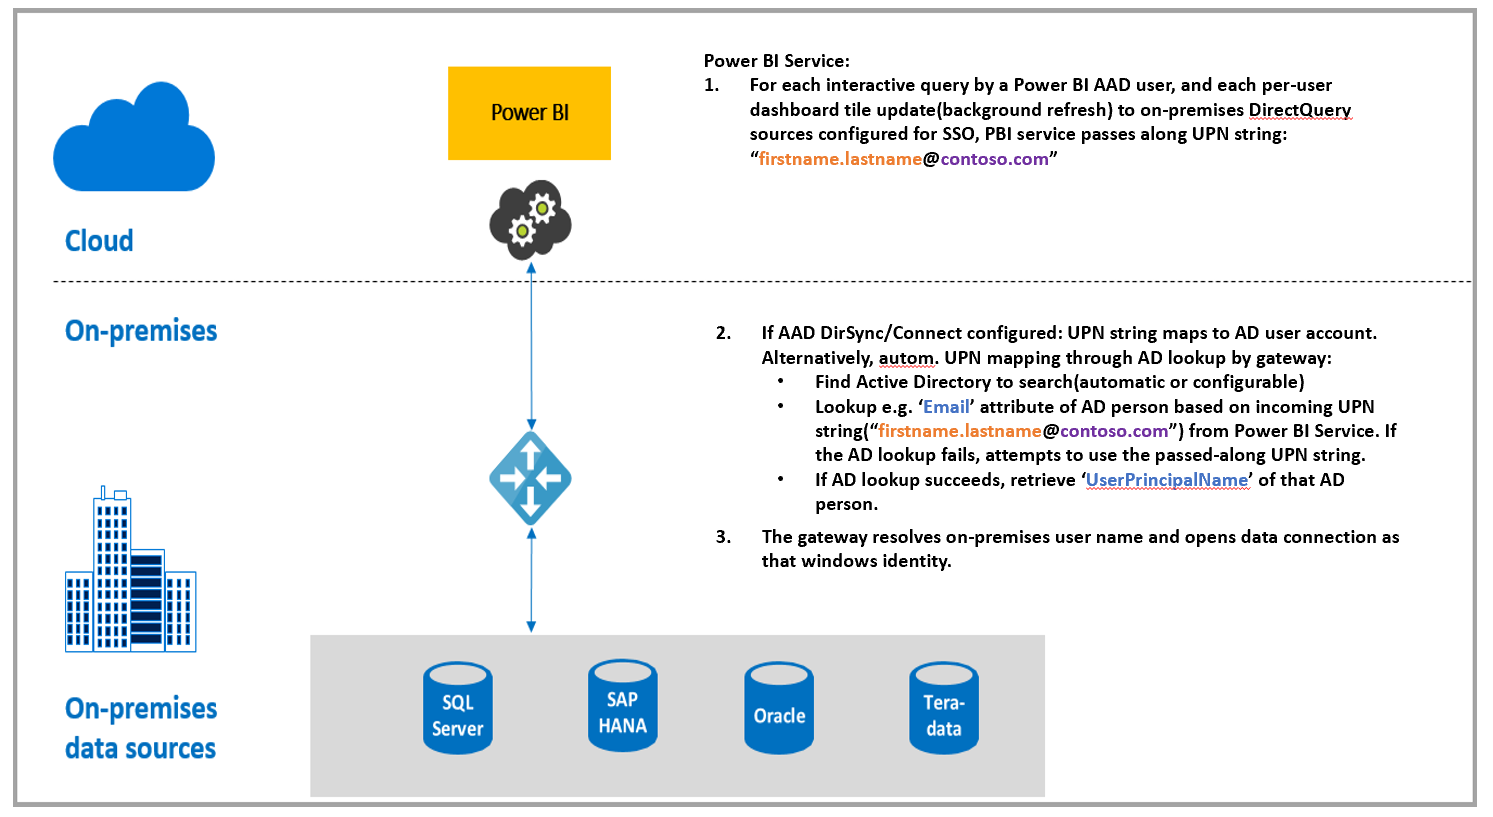 Power BI Service:
1. For each interactive query by a Power BI AAD user, and each per-user
dashboard tile update(background refresh) to on-premises DirectQuery
sources configured for SSO, PBI service passes along UPN string:
“firstname.lastname@contoso.com”
Power BI
Cloud
On-premises
2. If AAD DirSync/Connect configured: UPN string maps to AD user account.
Alternatively, autom. UPN mapping through AD lookup by gateway:
• Find Active Directory to search(automatic or configurable)
• Lookup e.g. ‘Email’ attribute of AD person based on incoming UPN
string(“firstname.lastname@contoso.com”) from Power BI Service. If
the AD lookup fails, attempts to use the passed-along UPN string.
• If AD lookup succeeds, retrieve ‘UserPrincipalName’ of that AD
person.
3. The gateway resolves on-premises user name and opens data connection as
that windows identity.
On-premises
data sources
SQL
Server
SAP
HANA
Oracle
Tera-
data